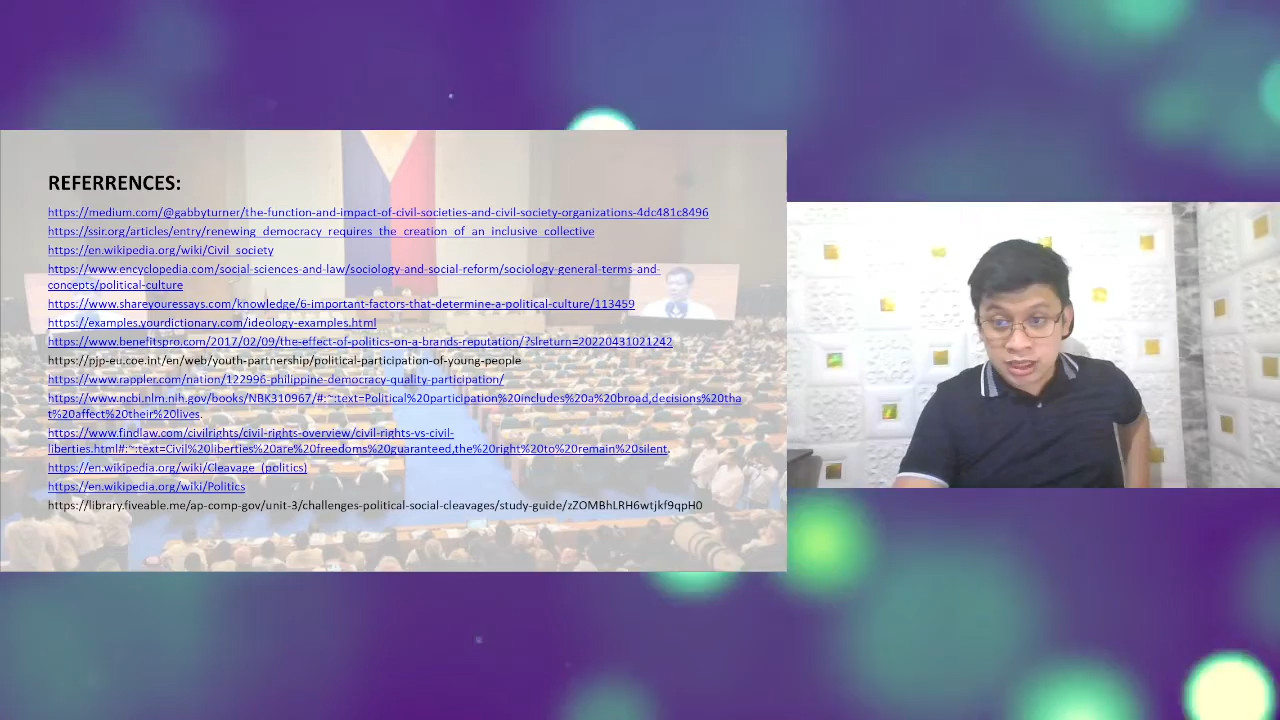 REFERRENCES:
https://medium.com/@gabbyturner/the-function-and-impact-of-civil-societies-and-civil-society-organizations-4dc481c8496
https://ssir.org/articles/entry/renewing_democracy_requires_the_creation_of_an_inclusive_collective
https://en.wikipedia.org/wiki/Civil_society
https://www.encyclopedia.com/social-sciences-and-law/sociology-and-social-reform/sociology-general-terms-and-
concepts/political-culture
https://www.shareyouressays.com/knowledge/6-important-factors-that-determine-a-political-culture/113459
https://examples.yourdictionary.com/ideology-examples.html
https://www.benefitspro.com/2017/02/09/the-effect-of-politics-on-a-brands-reputation/?slreturn=20220431021242
https://pjp-eu.coe.int/en/web/youth-partnership/political-participation-of-young-people
https://www.rappler.com/nation/122996-philippine-democracy-quality-participation/
https://www.ncbi.nlm.nih.gov/books/NBK310967/#:~:text=Political%20participation%20includes%20a%20broad,decisions%20tha
t%20affect%20their%20lives.
https://www.findlaw.com/civilrights/civil-rights-overview/civil-rights-vs-civil-
liberties.html#:~:text=Civil%20liberties%20are%20freedoms%20guaranteed,the%20right%20to%20remain%20silent.
https://en.wikipedia.org/wiki/Cleavage_(politics)
https://en.wikipedia.org/wiki/Politics
https://library.fiveable.me/ap-comp-gov/unit-3/challenges-political-social-cleavages/study-guide/zZOMBhLRH6wtjkf9qpH0